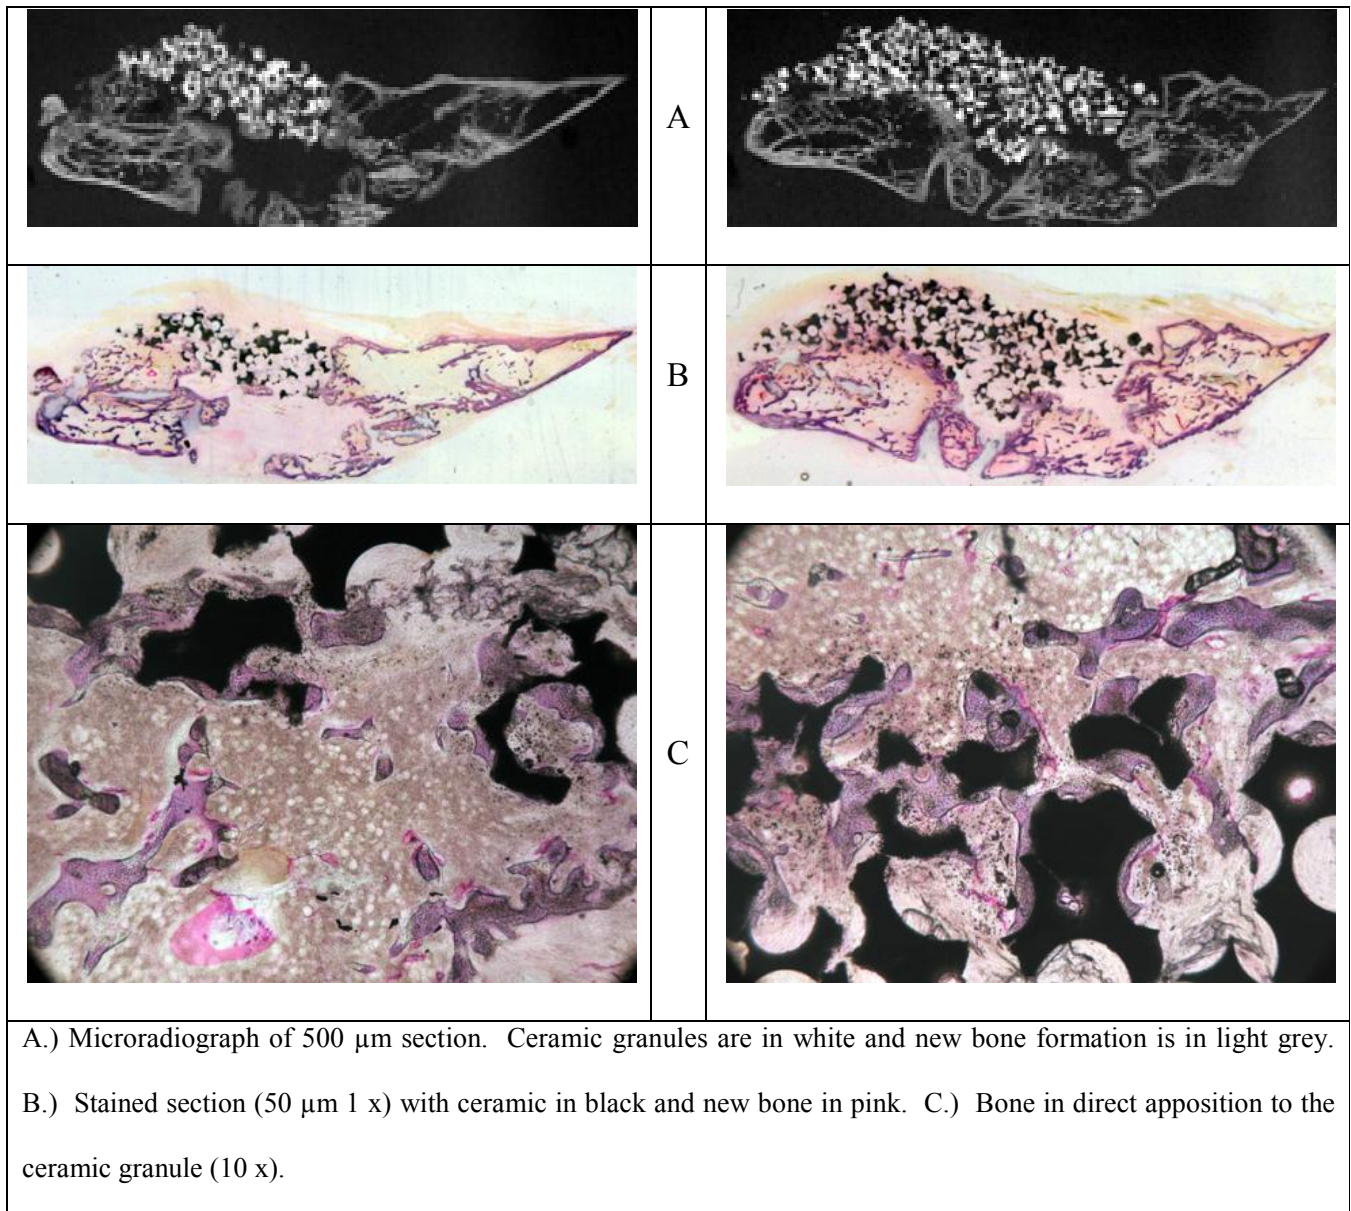 A
B
C
A.) Microradiograph of 500 µm section. Ceramic granules are in white and new bone formation is in light grey.
B.) Stained section (50 µm 1 x) with ceramic in black and new bone in pink. C.) Bone in direct apposition to the
ceramic granule (10 x).